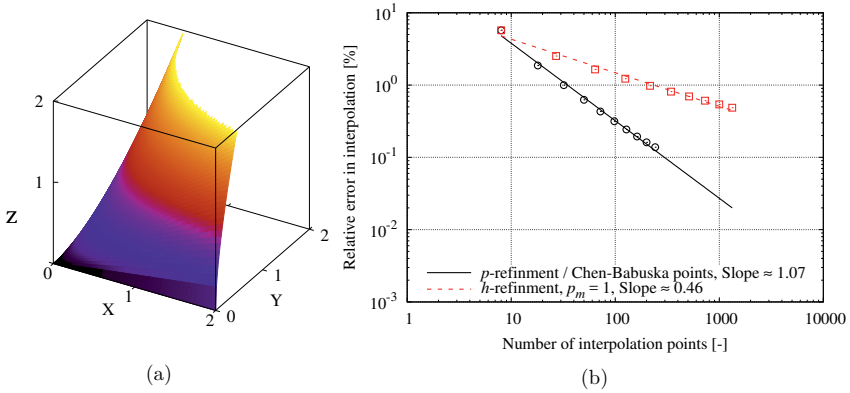 2
1
Z
0
0
1
X
2
0
1
Y
2
(a)
10^1
10^0
10^-1
10^-2
10^-3
Relative error in interpolation [%]
p-refinment / Chen-Babuska points, Slope ≈ 1.07
h-refinment, p_m = 1, Slope ≈ 0.46
1 10 100 1000 10000
Number of interpolation points [-]
(b)